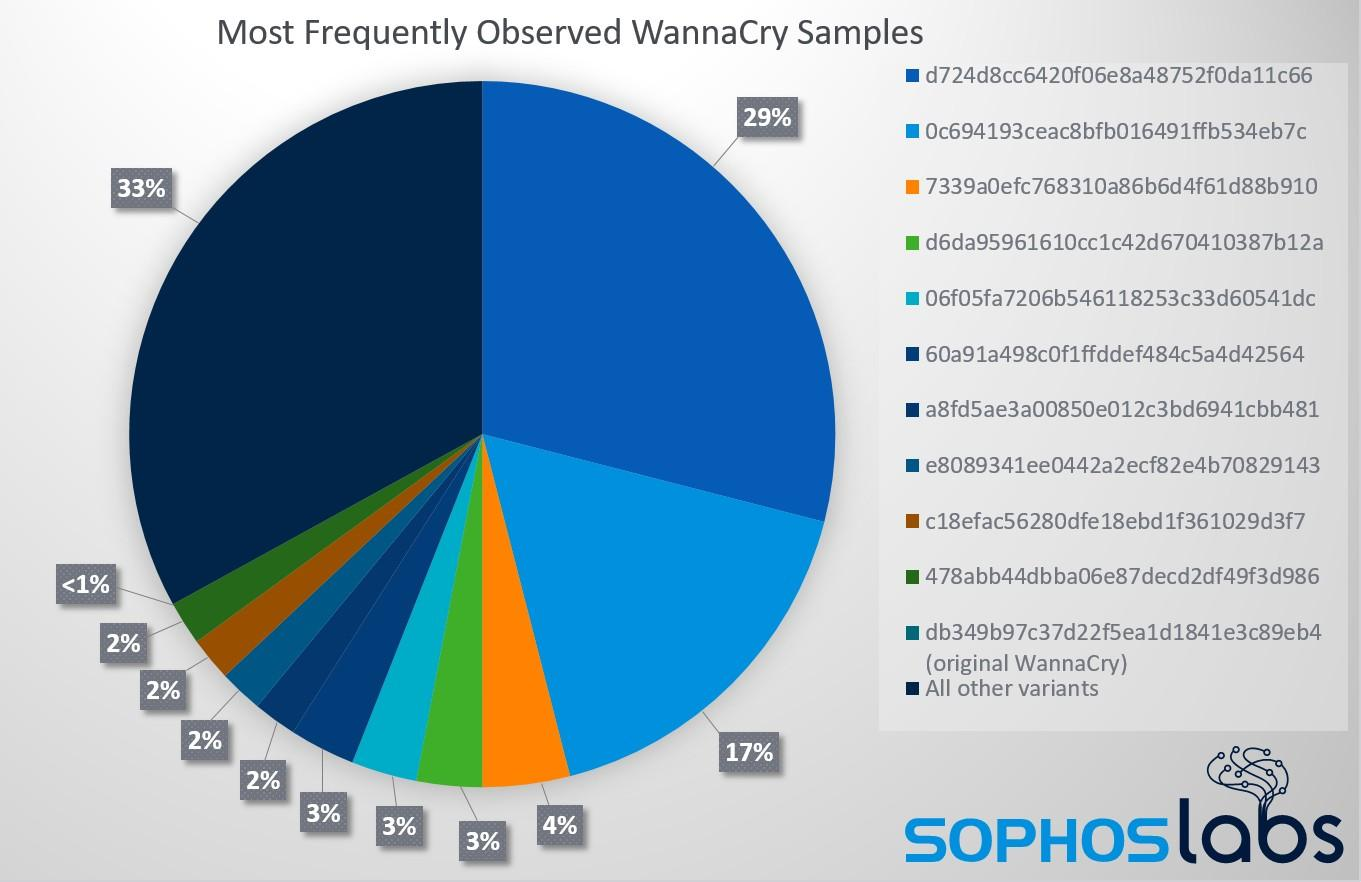 Most Frequently Observed WannaCry Samples
29%
17%
4%
3%
3%
3%
2%
2%
2%
2%
<1%
33%
d724d8cc6420f06e8a48752f0da11c66
0c694193ceac8bfb016491ffb534eb7c
7339a0efc768310a86b6d4f61d88b910
d6da95961610cc1c42d670410387b12a
06f05fa7206b546118253c33d60541dc
60a91a498c0f1ffddef484c5a4d42564
a8fd5ae3a00850e012c3bd6941cbb481
e8089341ee0442a2ecf82e4b70829143
c18efac56280dfe18ebd1f361029d3f7
478abb44dbba06e87decd2df49f3d986
db349b97c37d22f5ea1d1841e3c89eb4
(original WannaCry)
All other variants
SOPHOSlabs